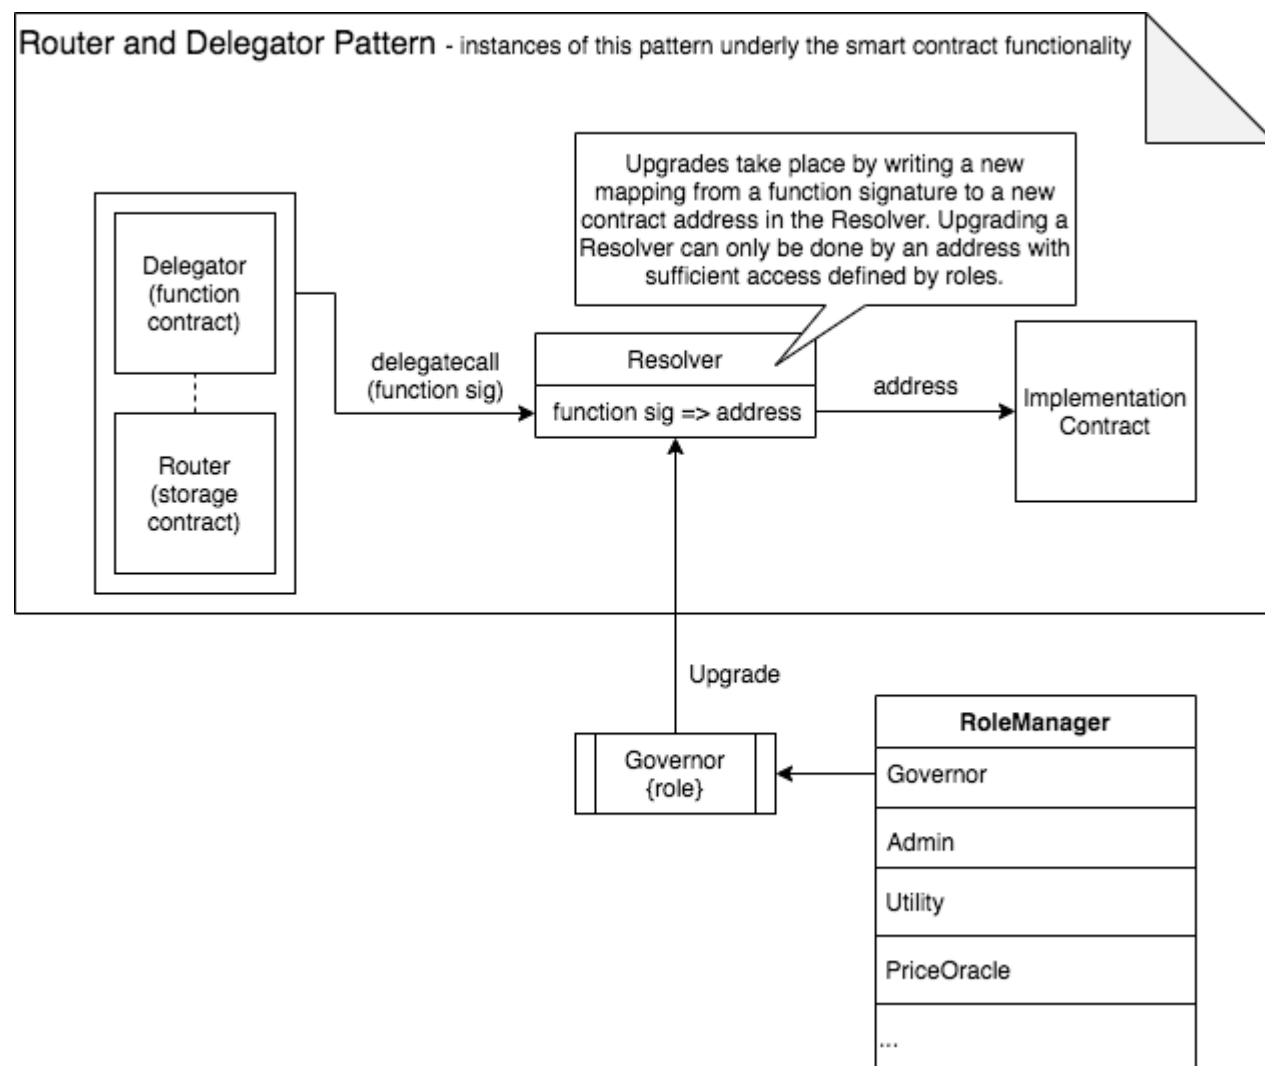 Router and Delegator Pattern - instances of this pattern underly the smart contract functionality
Upgrades take place by writing a new
mapping from a function signature to a new
contract address in the Resolver. Upgrading a
Resolver can only be done by an address with
sufficient access defined by roles.
Delegator
(function
contract)
delegatecall
(function sig)
Resolver
function sig => address
address
Implementation
Contract
Router
(storage
contract)
Upgrade
Governor
{role}
RoleManager
Governor
Admin
Utility
PriceOracle
...